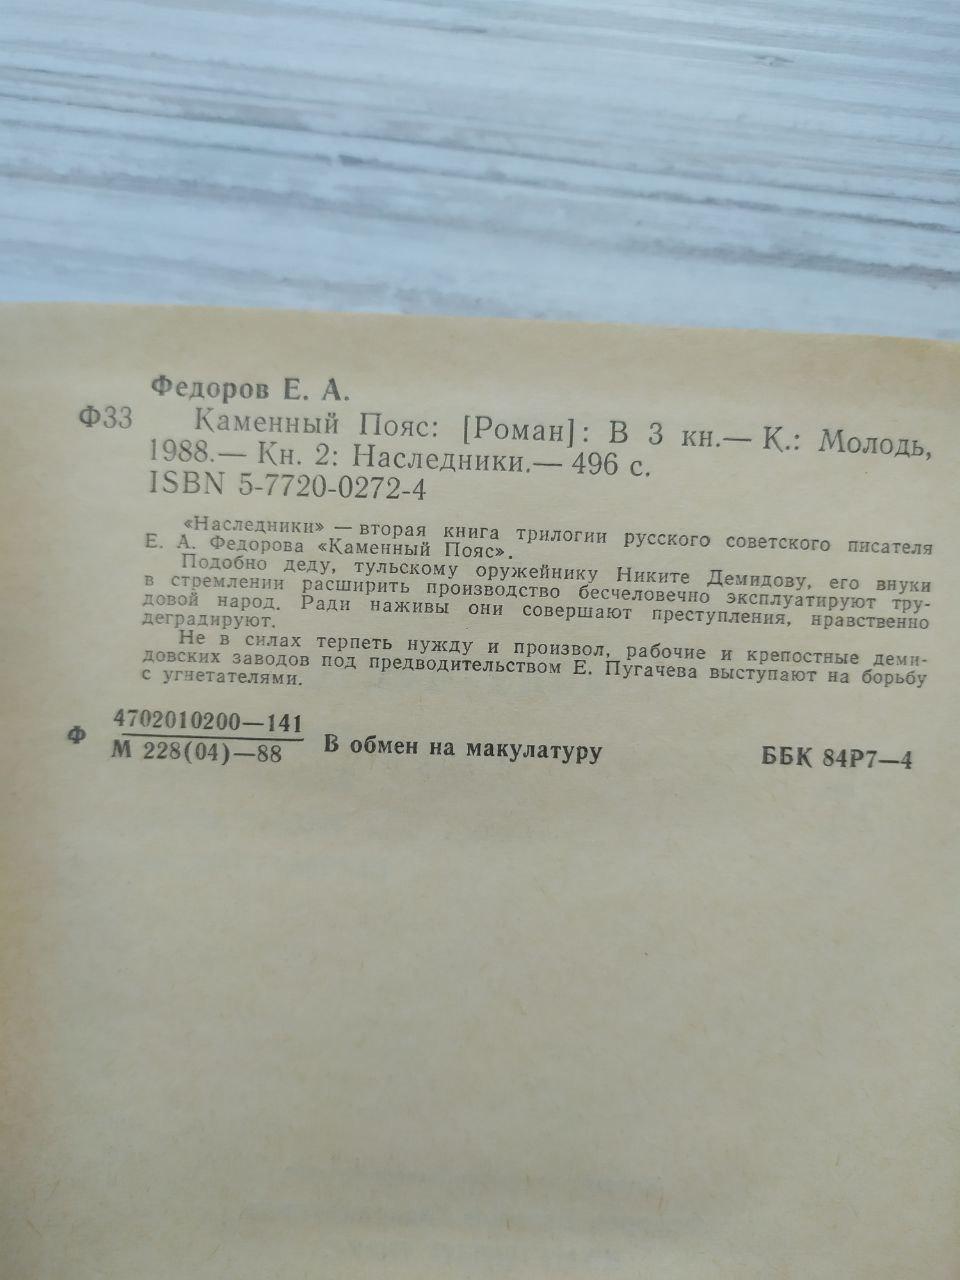 Федоров Е. А.
Ф33 Каменный Пояс: [Роман]: В 3 кн.— К.: Молодь,
1988.— Кн. 2: Наследники.— 496 с.
ISBN 5-7720-0272-4
«Наследники» — вторая книга трилогии русского советского писателя
Е. А. Федорова «Каменный Пояс».
Подобно деду, тульскому оружейнику Никите Демидову, его внуки
в стремлении расширить производство бесчеловечно эксплуатируют тру-
довой народ. Ради наживы они совершают преступления, нравственно
деградируют.
Не в силах терпеть нужду и произвол, рабочие и крепостные деми-
довских заводов под предводительством Е. Пугачева выступают на борьбу
с угнетателями.
Ф 4702010200—141
М 228(04)—88 В обмен на макулатуру ББК 84Р7—4